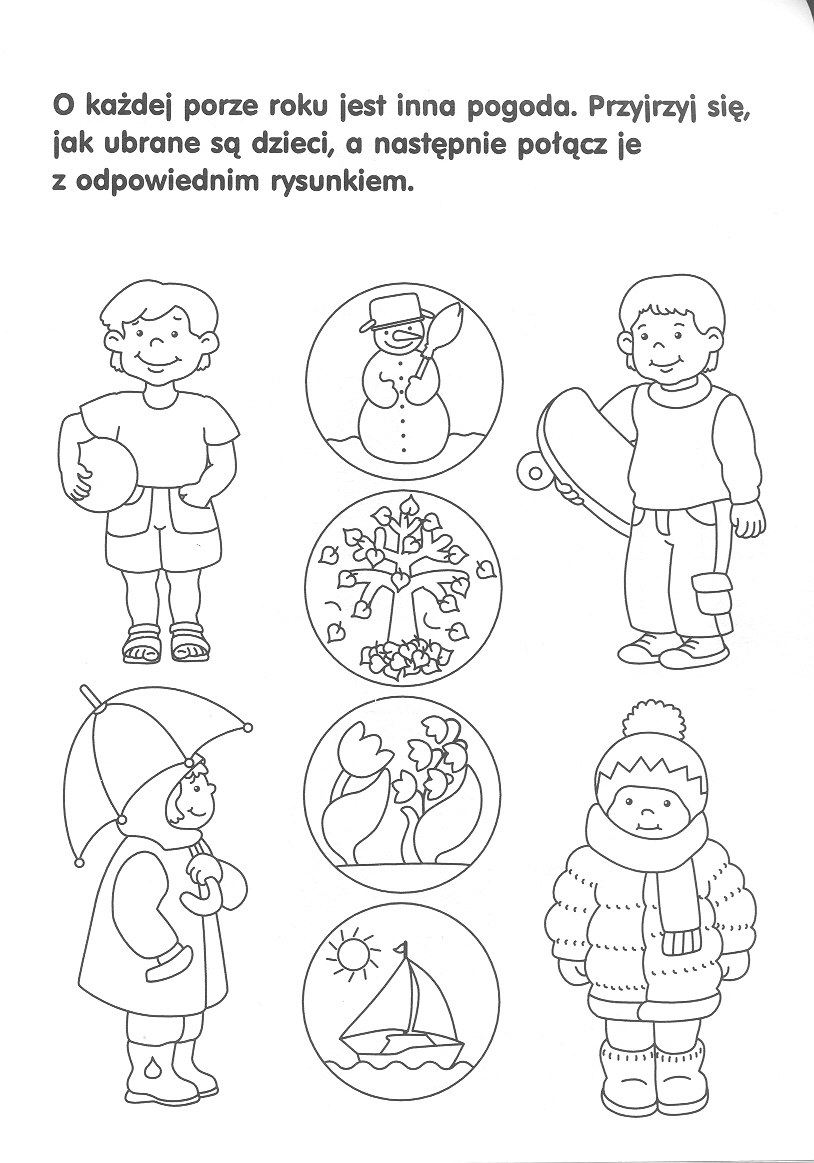 O każdej porze roku jest inna pogoda. Przyjrzyj się,
jak ubrane są dzieci, a następnie połącz je
z odpowiednim rysunkiem.